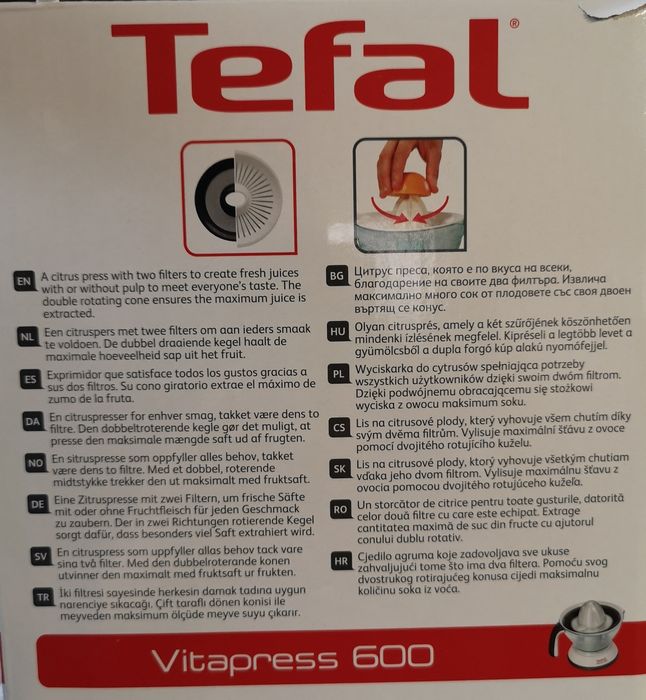 Tefal®
EN A citrus press with two filters to create fresh juices
with or without pulp to meet everyone's taste. The
double rotating cone ensures the maximum juice is
extracted.
NL Een citruspers met twee filters om aan ieders smaak
te voldoen. De dubbel draaiende kegel haalt de
maximale hoeveelheid sap uit het fruit.
ES Exprimidor que satisface todos los gustos gracias a
sus dos filtros. Su cono giratorio extrae el máximo de
zumo de la fruta.
DA En citruspresser for enhver smag, takket være dens to
filtre. Den dobbeltroterende kegle gør det muligt, at
presse den maksimale mængde saft ud af frugten.
NO En sitruspresse som oppfyller alles behov, takket
være dens to filtre. Med et dobbel, roterende
midtstykke trekker den ut maksimalt med fruktsaft.
DE Eine Zitruspresse mit zwei Filtern, um frische Säfte
mit oder ohne Fruchtfleisch für jeden Geschmack
zu zaubern. Der in zwei Richtungen rotierende Kegel
sorgt dafür, dass besonders viel Saft extrahiert wird.
SV En citruspress som uppfyller allas behov tack vare
sina två filter. Med den dubbelroterande konen
utvinner den maximalt med fruktsaft ur frukten.
TR İki filtresi sayesinde herkesin damak tadına uygun
narenciye sıkacağı. Çift taraflı dönen konisi ile
meyveden maksimum ölçüde meyve suyu çıkarır.
BG Цитрус преса, която е по вкуса на всеки,
благодарение на своите два филтъра. Извлича
максимално много сок от плодовете със своя двоен
въртящ се конус.
HU Olyan citrusprés, amely a két szűrőjének köszönhetően
mindenki ízlésének megfelel. Kipréseli a legtöbb levet a
gyümölcsből a dupla forgó kúp alakú nyomófejjel.
PL Wyciskarka do cytrusów spełniająca potrzeby
wszystkich użytkowników dzięki swoim dwóm filtrom.
Dzięki podwójnemu obracającemu się stożkowi
wyciska z owocu maksimum soku.
CS Lis na citrusové plody, který vyhovuje všem chutím díky
svým dvěma filtrům. Vylisuje maximální šťávu z ovoce
pomocí dvojitého rotujícího kuželu.
SK Lis na citrusové plody, ktorý vyhovuje všetkým chutiam
vďaka jeho dvom filtrom. Vylisuje maximálnu šťavu z
ovocia pomocou dvojitého rotujúceho kužeľa.
RO Un storcător de citrice pentru toate gusturile, datorită
celor două filtre cu care este echipat. Extrage
cantitatea maximă de suc din fructe cu ajutorul
conului dublu rotativ.
HR Cjedilo agruma koje zadovoljava sve ukuse
zahvaljujući tome što ima dva filtera. Pomoću svog
dvostrukog rotirajućeg konusa cijedi maksimalnu
količinu soka iz voća.
Vitapress 600